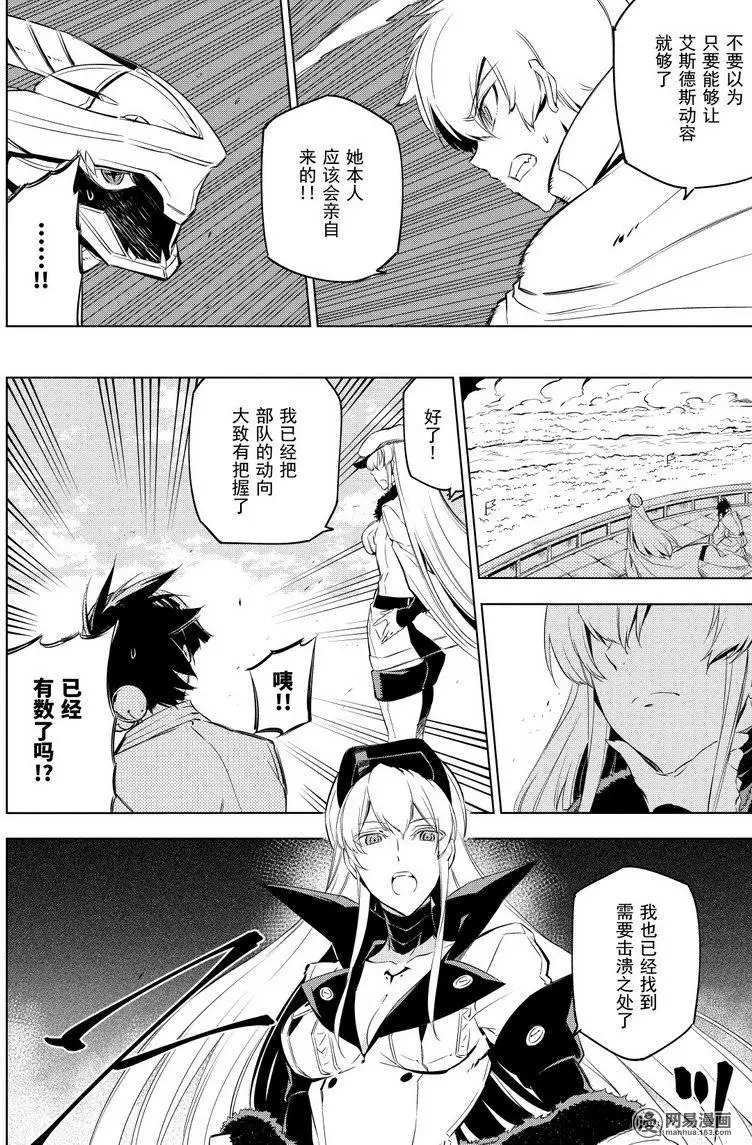 不要以为
只要能够让
艾斯德斯动容
就够了
她本人
应该会亲自
来的!!
……!!
好了!
我已经把
部队的动向
大致有把握了
咦!!
已经
有数了吗!?
我也已经找到
需要击溃之处了
网易漫画
manhua.163.com